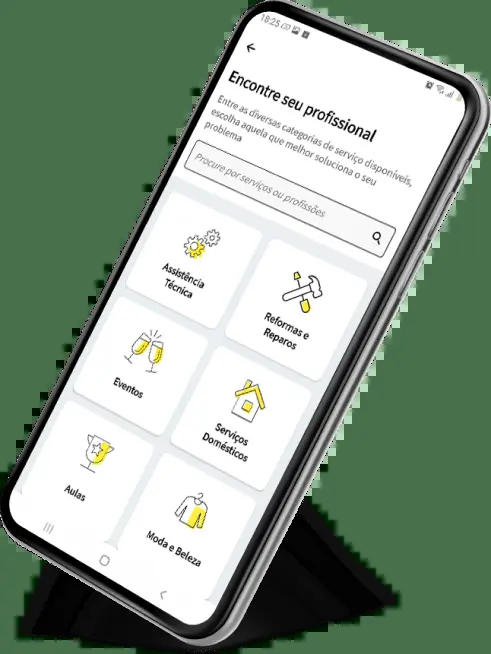 18:25
Encontre seu profissional
Entre as diversas categorias de serviço disponíveis,
escolha aquela que melhor soluciona o seu
problema
Procure por serviços ou profissões
Assistência
Técnica
Reformas e
Reparos
Eventos
Serviços
Domésticos
Aulas
Moda e Beleza